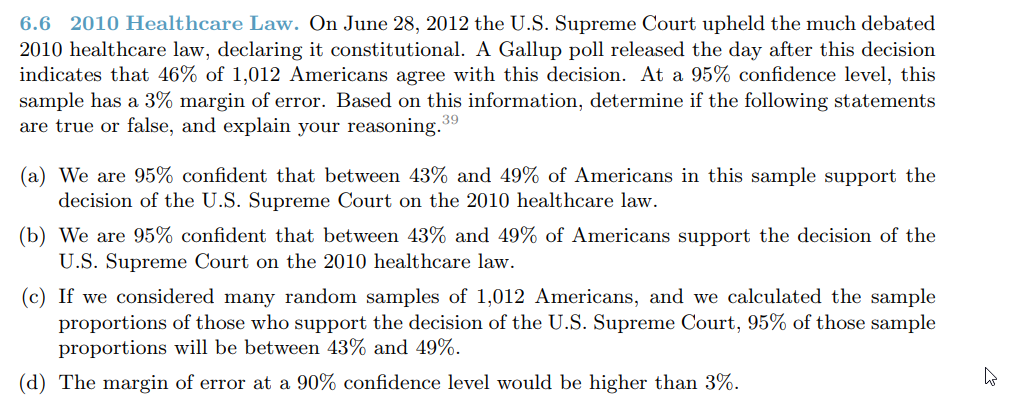 6.6 2010 Healthcare Law. On June 28, 2012 the U.S. Supreme Court upheld the much debated
2010 healthcare law, declaring it constitutional. A Gallup poll released the day after this decision
indicates that 46% of 1,012 Americans agree with this decision. At a 95% confidence level, this
sample has a 3% margin of error. Based on this information, determine if the following statements
are true or false, and explain your reasoning.39
(a) We are 95% confident that between 43% and 49% of Americans in this sample support the
decision of the U.S. Supreme Court on the 2010 healthcare law.
(b) We are 95% confident that between 43% and 49% of Americans support the decision of the
U.S. Supreme Court on the 2010 healthcare law.
(c) If we considered many random samples of 1,012 Americans, and we calculated the sample
proportions of those who support the decision of the U.S. Supreme Court, 95% of those sample
proportions will be between 43% and 49%.
(d) The margin of error at a 90% confidence level would be higher than 3%.